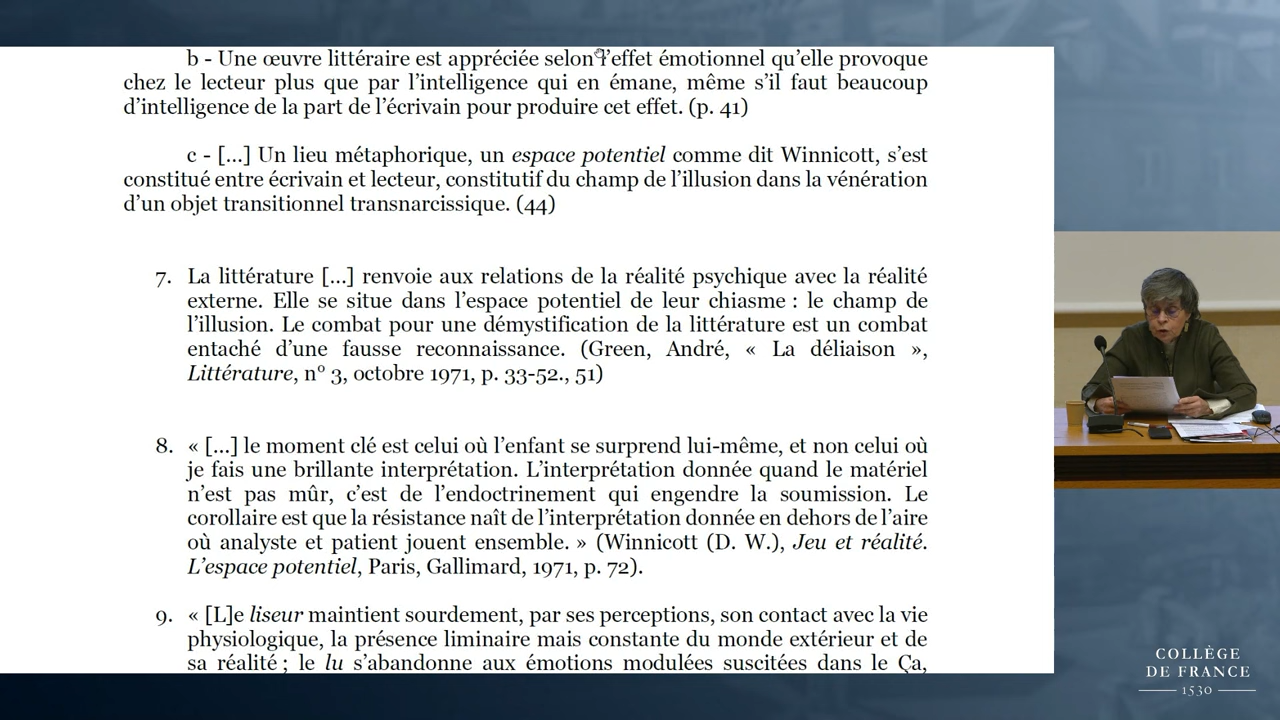 b - Une œuvre littéraire est appréciée selon l’effet émotionnel qu’elle provoque
chez le lecteur plus que par l’intelligence qui en émane, même s’il faut beaucoup
d’intelligence de la part de l’écrivain pour produire cet effet. (p. 41)
c - [...] Un lieu métaphorique, un espace potentiel comme dit Winnicott, s’est
constitué entre écrivain et lecteur, constitutif du champ de l’illusion dans la vénération
d’un objet transitionnel transnarcissique. (44)
7. La littérature [...] renvoie aux relations de la réalité psychique avec la réalité
externe. Elle se situe dans l’espace potentiel de leur chiasme : le champ de
l’illusion. Le combat pour une démystification de la littérature est un combat
entaché d’une fausse reconnaissance. (Green, André, « La déliaison »,
Littérature, n° 3, octobre 1971, p. 33-52., 51)
8. « [...] le moment clé est celui où l’enfant se surprend lui-même, et non celui où
je fais une brillante interprétation. L’interprétation donnée quand le matériel
n’est pas mûr, c’est de l’endoctrinement qui engendre la soumission. Le
corollaire est que la résistance naît de l’interprétation donnée en dehors de l’aire
où analyste et patient jouent ensemble. » (Winnicott (D. W.), Jeu et réalité.
L’espace potentiel, Paris, Gallimard, 1971, p. 72).
9. « [L]e liseur maintient sourdement, par ses perceptions, son contact avec la vie
physiologique, la présence liminaire mais constante du monde extérieur et de
sa réalité ; le lu s’abandonne aux émotions modulées suscitées dans le Ça,
COLLÈGE
DE FRANCE
1530